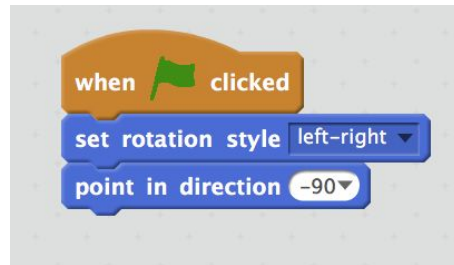 when clicked
set rotation style left-right
point in direction -90